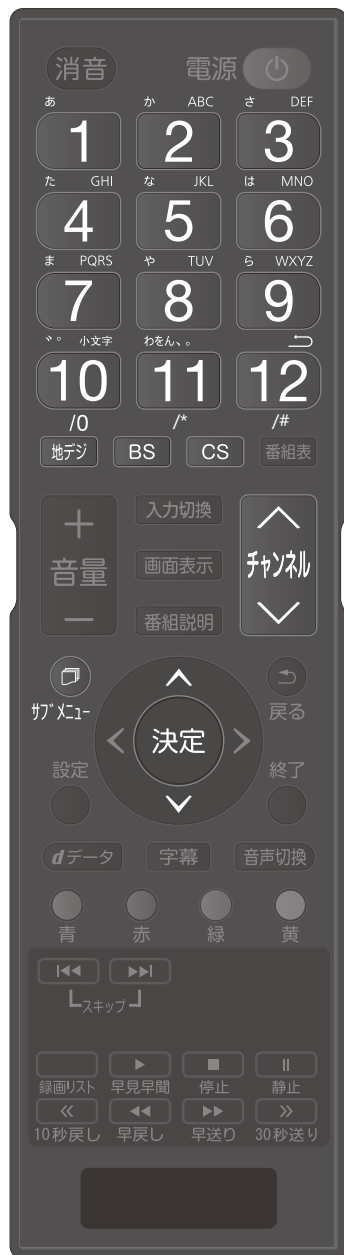 消音 電源
あ か ABC さ DEF
1 2 3
た GHI な JKL は MNO
4 5 6
ま PQRS や TUV ら WXYZ
7 8 9
゛゜ 小文字 わをん、。
10 11 12
/0 /* /#
地デジ BS CS 番組表
入力切換
＋ 音量 －
画面表示
チャンネル
番組説明
サブメニュー
戻る
決定
設定
終了
dデータ 字幕 音声切換
青 赤 緑 黄
スキップ
録画リスト 早見早聞 停止 静止
10秒戻し 早戻し 早送り 30秒送り